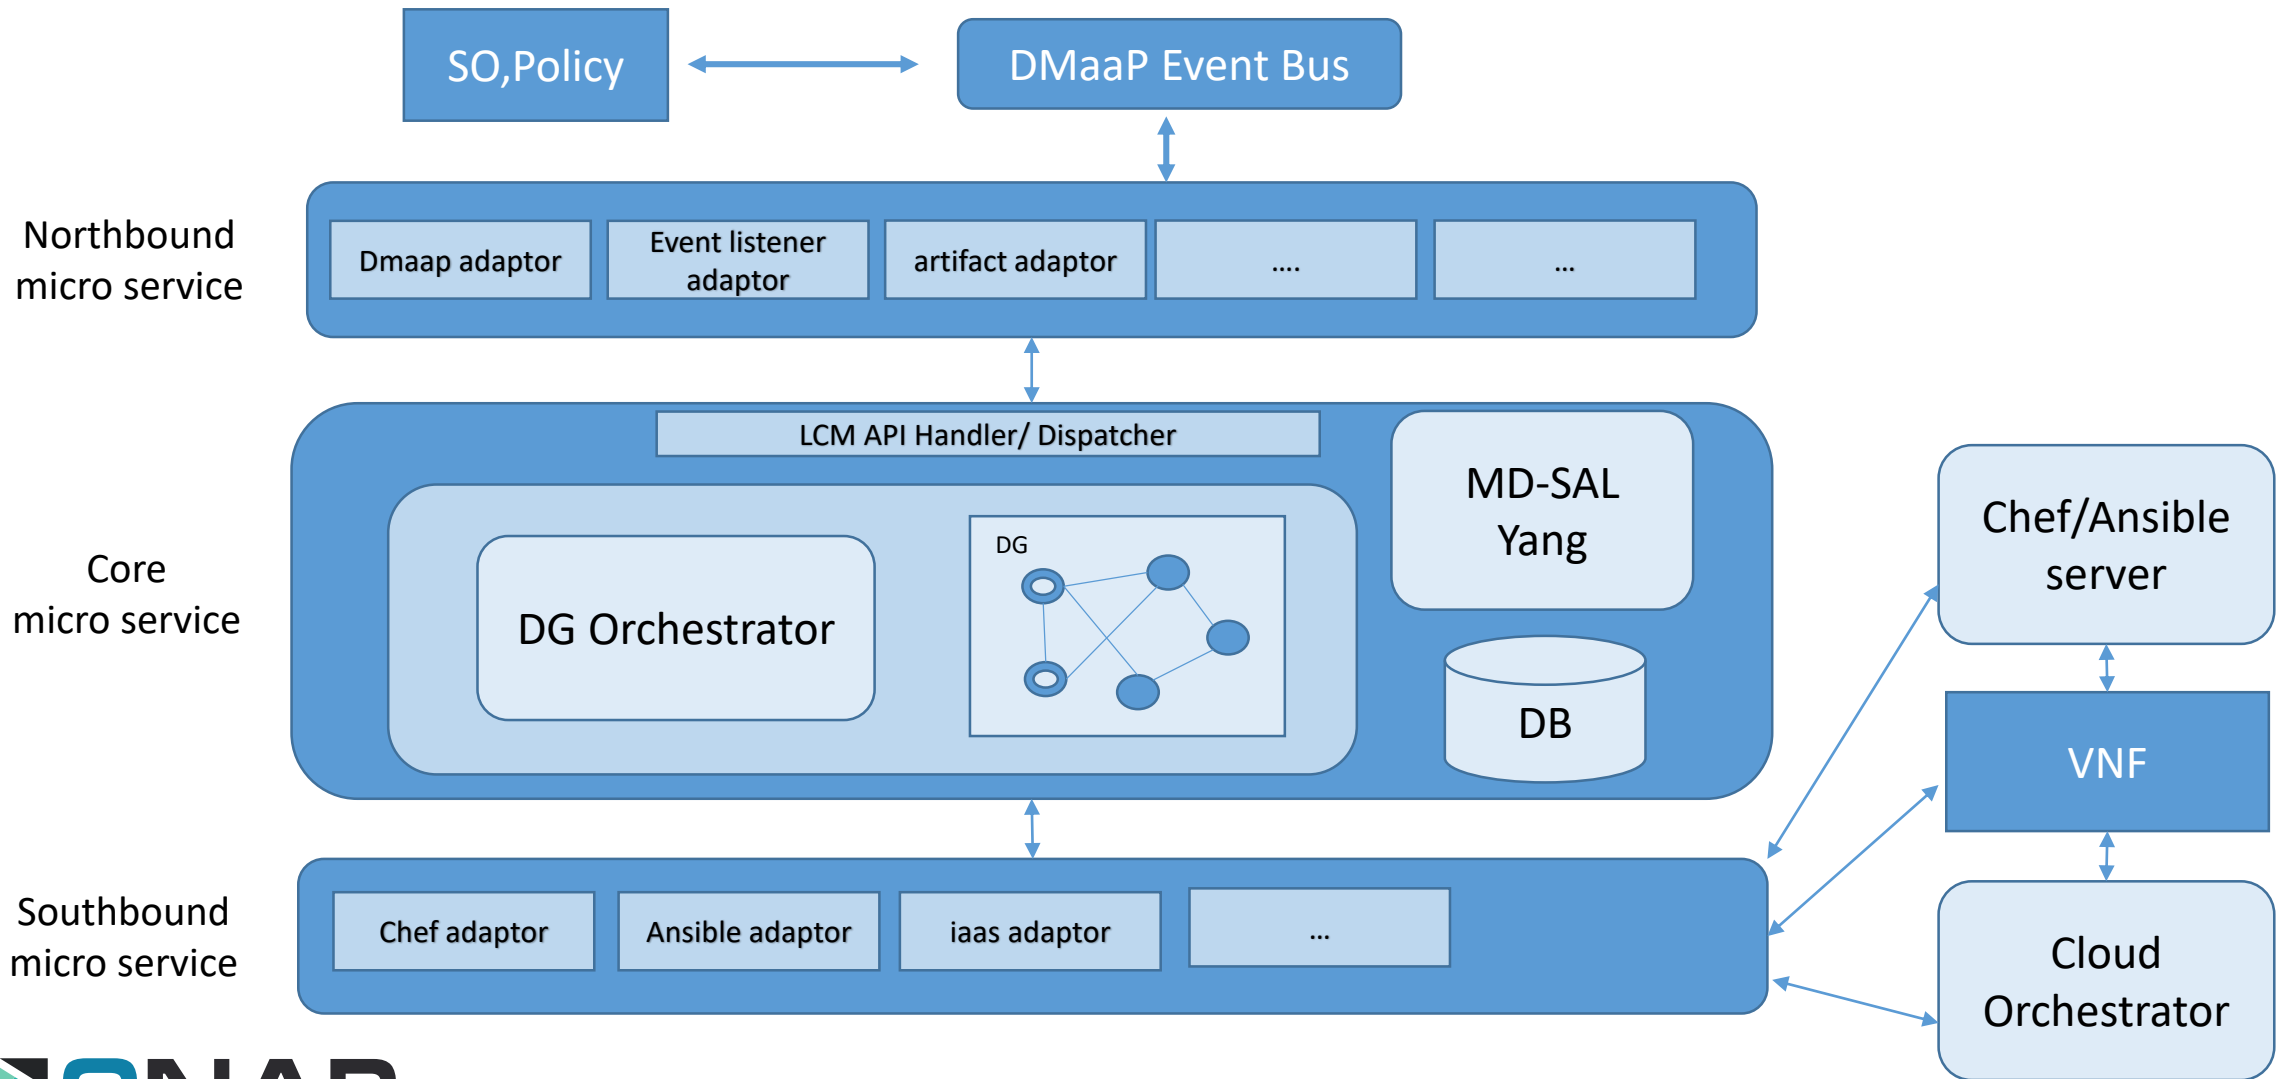 SO,Policy
DMaaP Event Bus
Northbound
micro service
Dmaap adaptor
Event listener
adaptor
artifact adaptor
....
...
LCM API Handler/ Dispatcher
MD-SAL
Yang
Core
micro service
DG Orchestrator
DG
DB
Chef/Ansible
server
VNF
Southbound
micro service
Chef adaptor
Ansible adaptor
iaas adaptor
...
Cloud
Orchestrator
ONAP